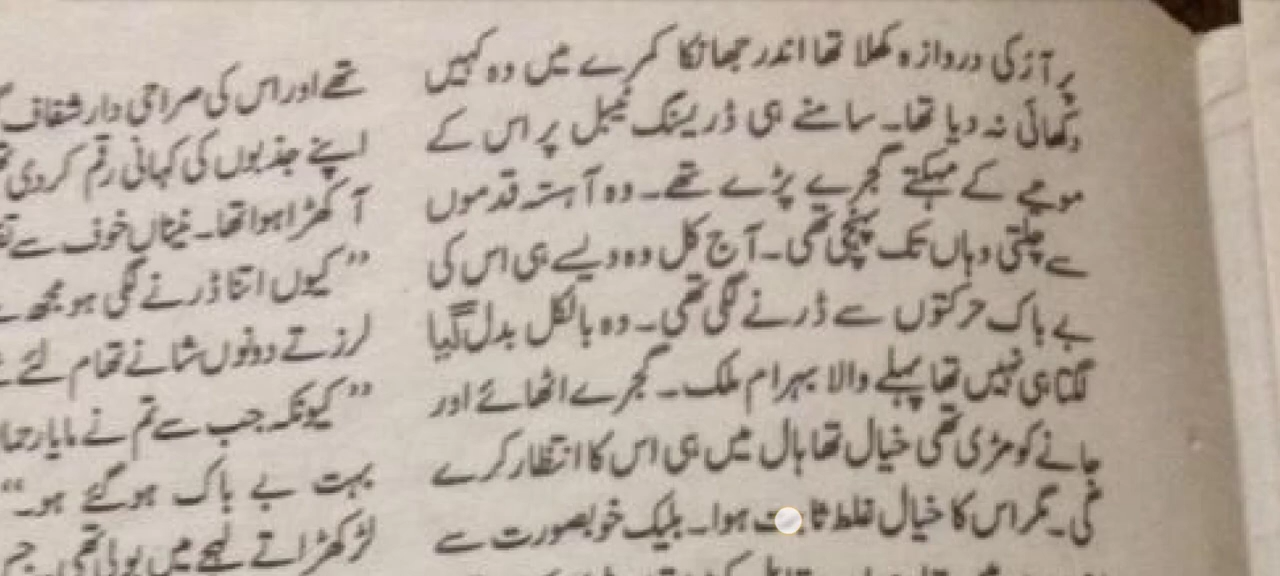 پر آز کی دروازہ کھلا تھا اندر جھانکا کمرے میں وہ کہیں
دکھائی نہ دیا تھا۔ سامنے ہی ڈریسنگ ٹیبل پر اس کے
موتیے کے مہکتے گجرے پڑے تھے۔ وہ آہستہ قدموں
سے چلتی وہاں تک پہنچی تھی۔ آج کل وہ ویسے ہی اس کی
بے باک حرکتوں سے ڈرنے لگی تھی۔ وہ بالکل بدل گیا
لگتا ہی نہیں تھا پہلے والا بہرام ملک۔ گجرے اٹھائے اور
جانے کو مڑی تھی خیال تھا ہال میں ہی اس کا انتظار کرے
گی۔ مگر اس کا خیال غلط ثابت ہوا۔ بلیک خوبصورت سے
تھے اور اس کی صراحی دار شفاف
اپنے جذبوں کی کہانی رقم کر دی
آ کھڑا ہوا تھا۔ نیناں خوف سے
”کیوں اتنا ڈرنے لگی ہو مجھ
لرزتے دونوں شانے تھام لئے
”کیونکہ جب سے تم نے
بہت بے باک ہو گئے ہو۔“
لڑکھڑاتے لہجے میں بولی تھی۔